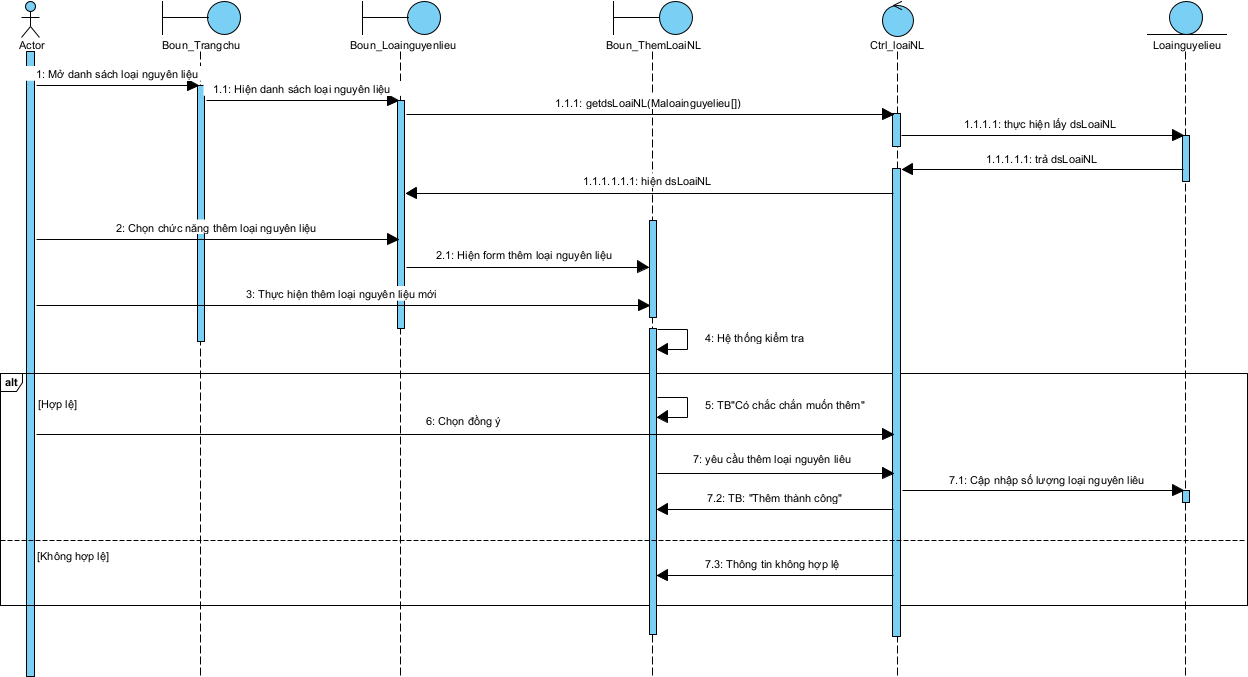 Actor
Boun_Trangchu
Boun_Loainguyenlieu
Boun_ThemLoaiNL
Ctrl_loaiNL
Loainguyelieu
1: Mở danh sách loại nguyên liệu
1.1: Hiện danh sách loại nguyên liệu
1.1.1: getdsLoaiNL(Maloainguyelieu[])
1.1.1.1: thực hiện lấy dsLoaiNL
1.1.1.1.1: trả dsLoaiNL
1.1.1.1.1.1: hiện dsLoaiNL
2: Chọn chức năng thêm loại nguyên liệu
2.1: Hiện form thêm loại nguyên liệu
3: Thực hiện thêm loại nguyên liệu mới
4: Hệ thống kiểm tra
alt
[Hợp lệ]
5: TB"Có chắc chắn muốn thêm"
6: Chọn đồng ý
7: yêu cầu thêm loại nguyên liêu
7.1: Cập nhập số lượng loại nguyên liêu
7.2: TB: "Thêm thành công"
[Không hợp lệ]
7.3: Thông tin không hợp lệ